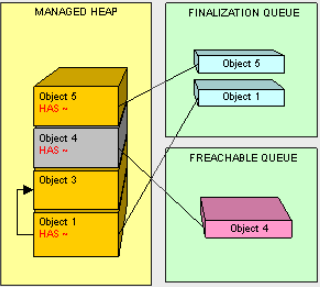 MANAGED HEAP
Object 5
HAS ~
Object 4
HAS ~
Object 3
Object 1
HAS ~
FINALIZATION QUEUE
Object 5
Object 1
FREACHABLE QUEUE
Object 4